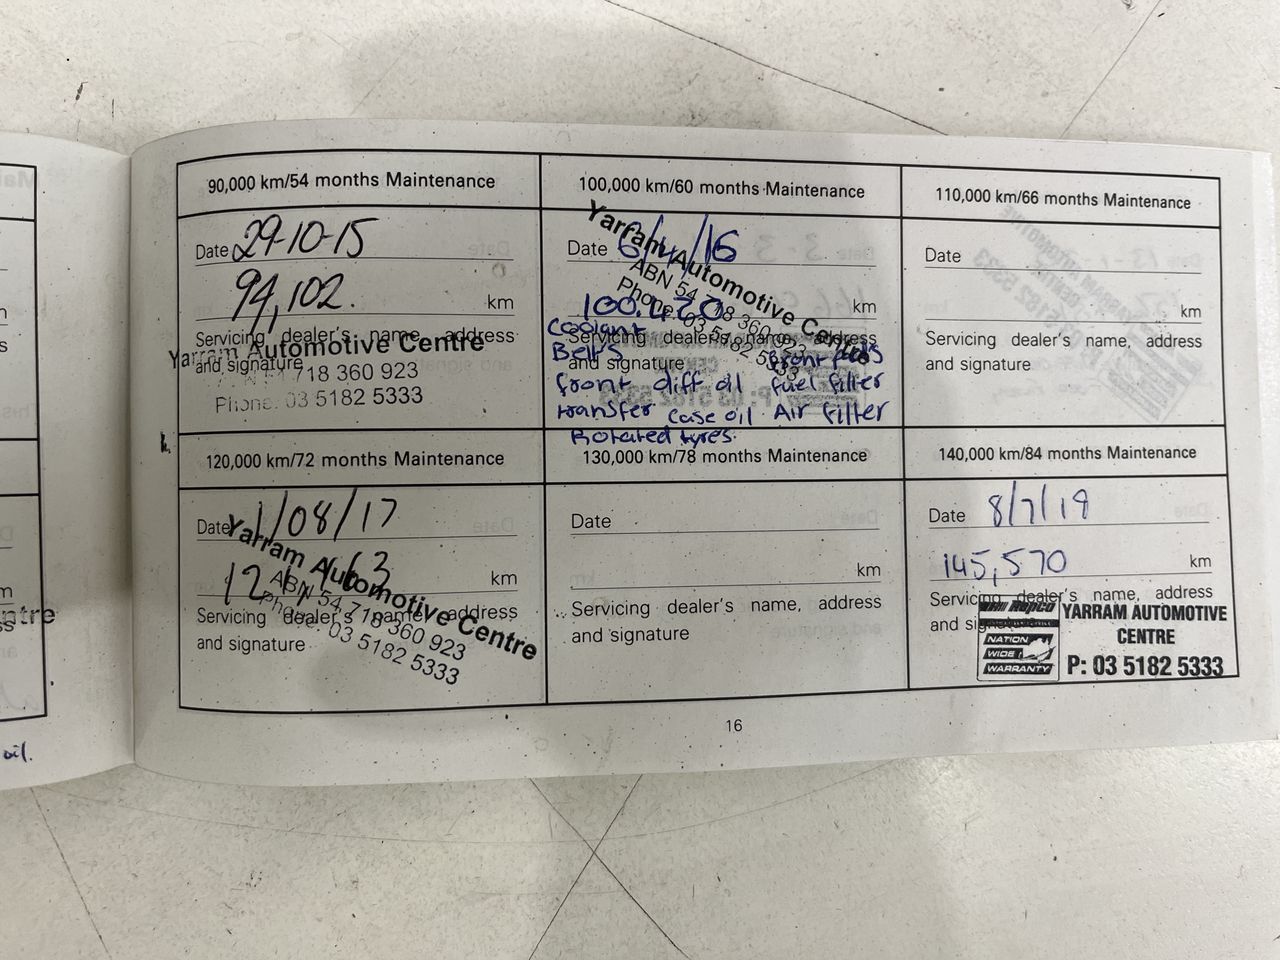 90,000 km/54 months Maintenance
Date 29-10-15
94,102. km
Servicing dealer's name, address
and signature
Yarram Automotive Centre
718 360 923
Phone: 03 5182 5333
100,000 km/60 months Maintenance
Date 6/4/16
100,420 km
Servicing dealer's name, address
and signature
Yarram Automotive Centre
ABN 54 718 360 923
Phone: 03 5182 5333
Coolant
Belts front pads
front diff oil fuel filter
transfer case oil Air filter
Rotated tyres.
110,000 km/66 months Maintenance
Date
km
Servicing dealer's name, address
and signature
120,000 km/72 months Maintenance
Date 1/08/17
km
Servicing dealer's name, address
and signature
Yarram Automotive Centre
ABN 54 718 360 923
Phone: 03 5182 5333
130,000 km/78 months Maintenance
Date
km
Servicing dealer's name, address
and signature
140,000 km/84 months Maintenance
Date 8/7/19
145,570 km
Servicing dealer's name, address
and
Repco
NATION
WIDE
WARRANTY
YARRAM AUTOMOTIVE
CENTRE
P: 03 5182 5333
16
oil.